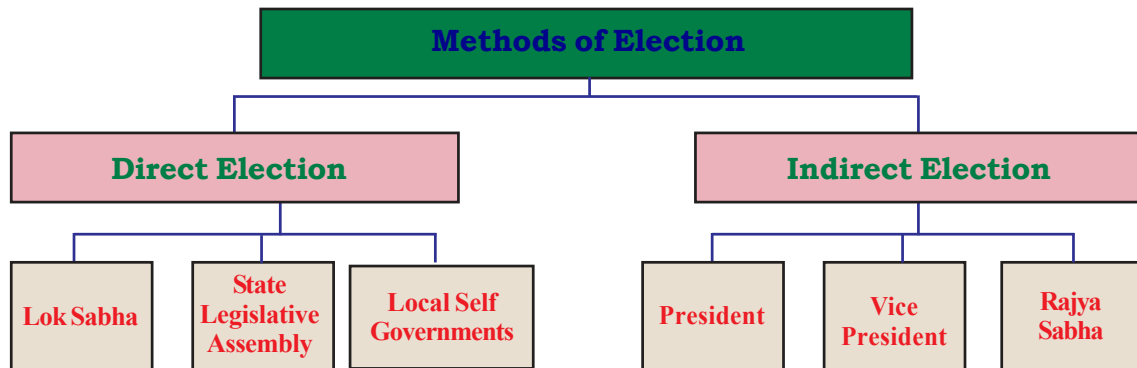 Methods of Election
Direct Election
Indirect Election
Lok Sabha
State
Legislative
Assembly
Local Self
Governments
President
Vice
President
Rajya
Sabha